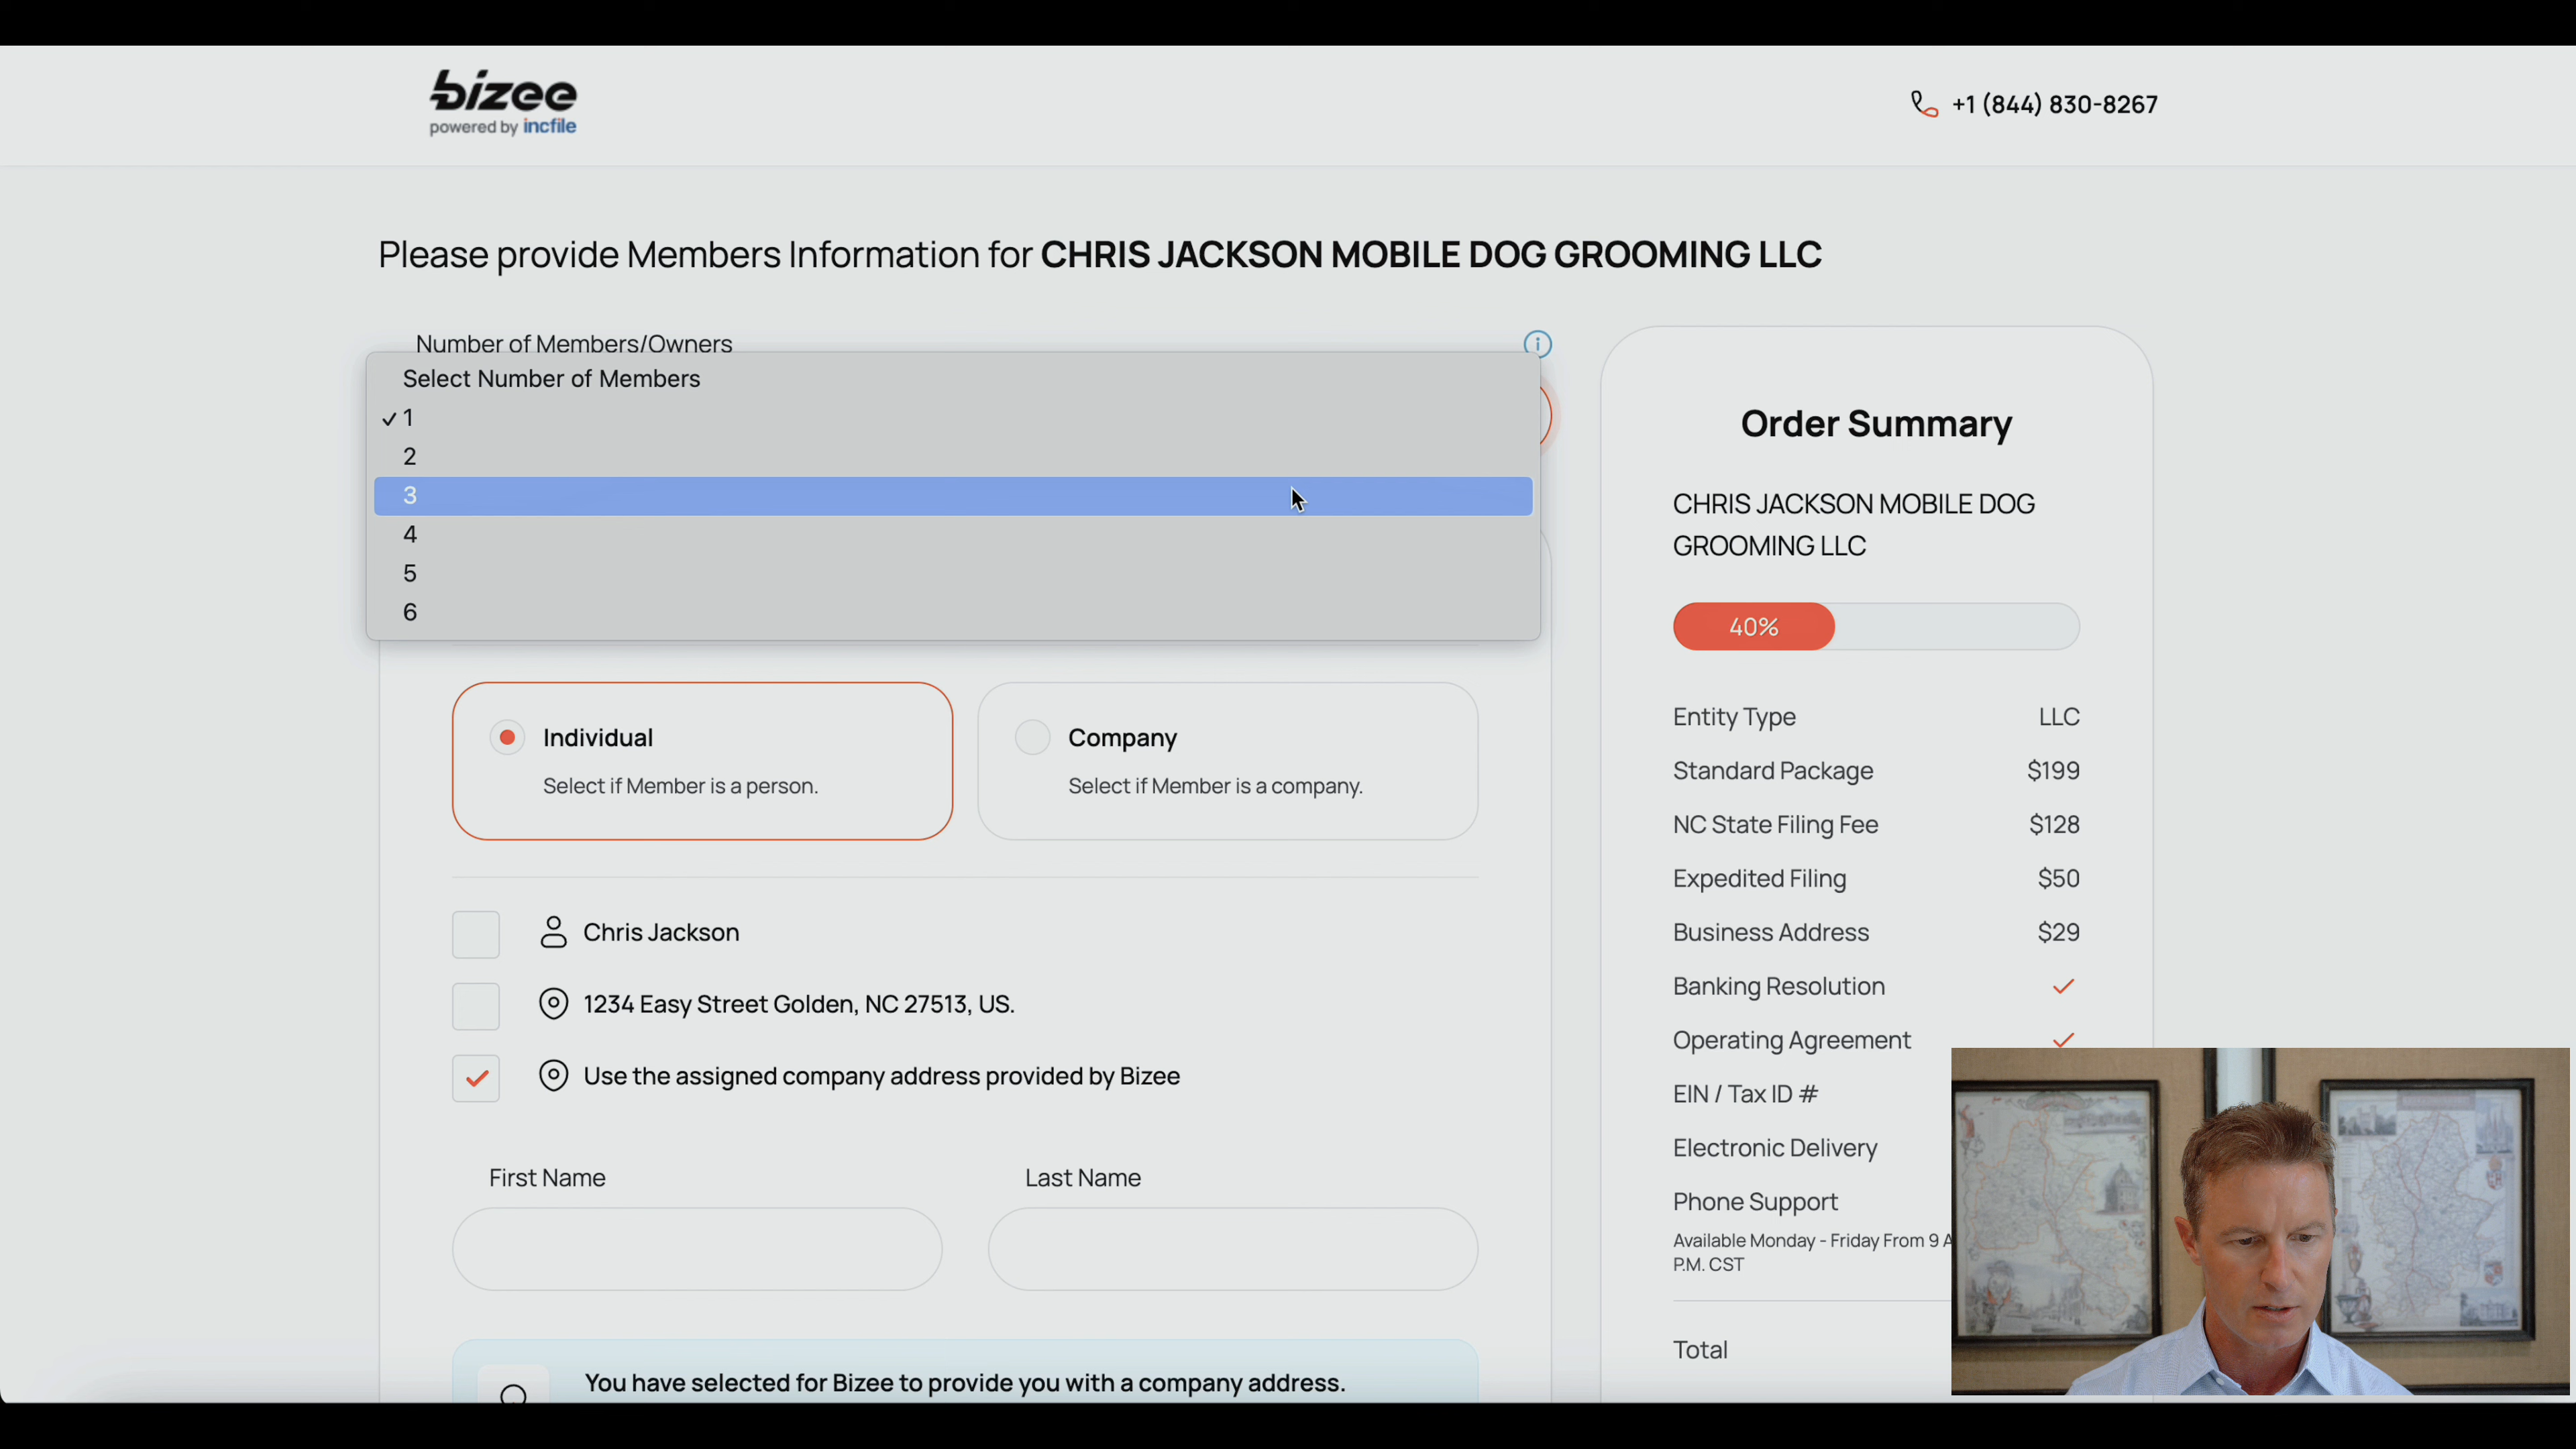 bizee
powered by incfile
+1 (844) 830-8267
Please provide Members Information for CHRIS JACKSON MOBILE DOG GROOMING LLC
Number of Members/Owners
Select Number of Members
✓ 1
2
3
4
5
6
Individual
Select if Member is a person.
Company
Select if Member is a company.
Chris Jackson
1234 Easy Street Golden, NC 27513, US.
Use the assigned company address provided by Bizee
First Name
Last Name
You have selected for Bizee to provide you with a company address.
Order Summary
CHRIS JACKSON MOBILE DOG
GROOMING LLC
40%
Entity Type LLC
Standard Package $199
NC State Filing Fee $128
Expedited Filing $50
Business Address $29
Banking Resolution
Operating Agreement
EIN / Tax ID #
Electronic Delivery
Phone Support
Available Monday - Friday From 9 A
P.M. CST
Total